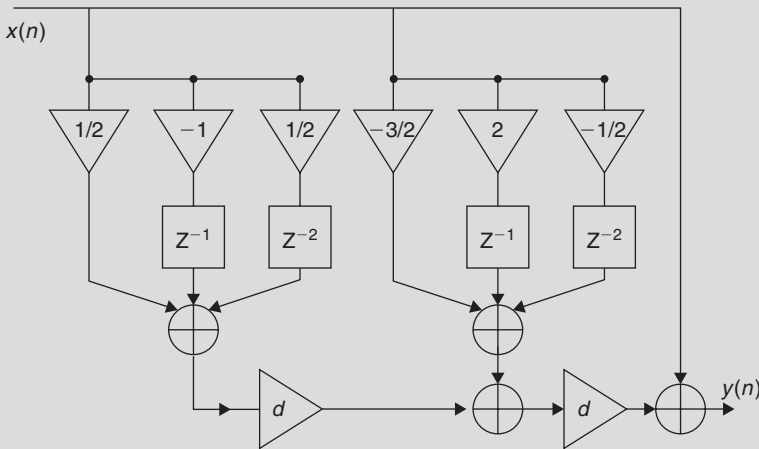 x(n)
1/2 −1 1/2 −3/2 2 −1/2
Z⁻¹ Z⁻² Z⁻¹ Z⁻²
y(n)
d d